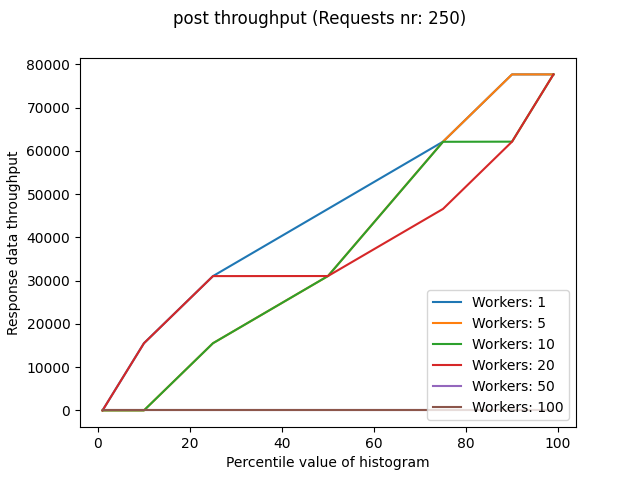 post throughput (Requests nr: 250)
Response data throughput
80000
70000
60000
50000
40000
30000
20000
10000
0
Workers: 1
Workers: 5
Workers: 10
Workers: 20
Workers: 50
Workers: 100
0 20 40 60 80 100
Percentile value of histogram